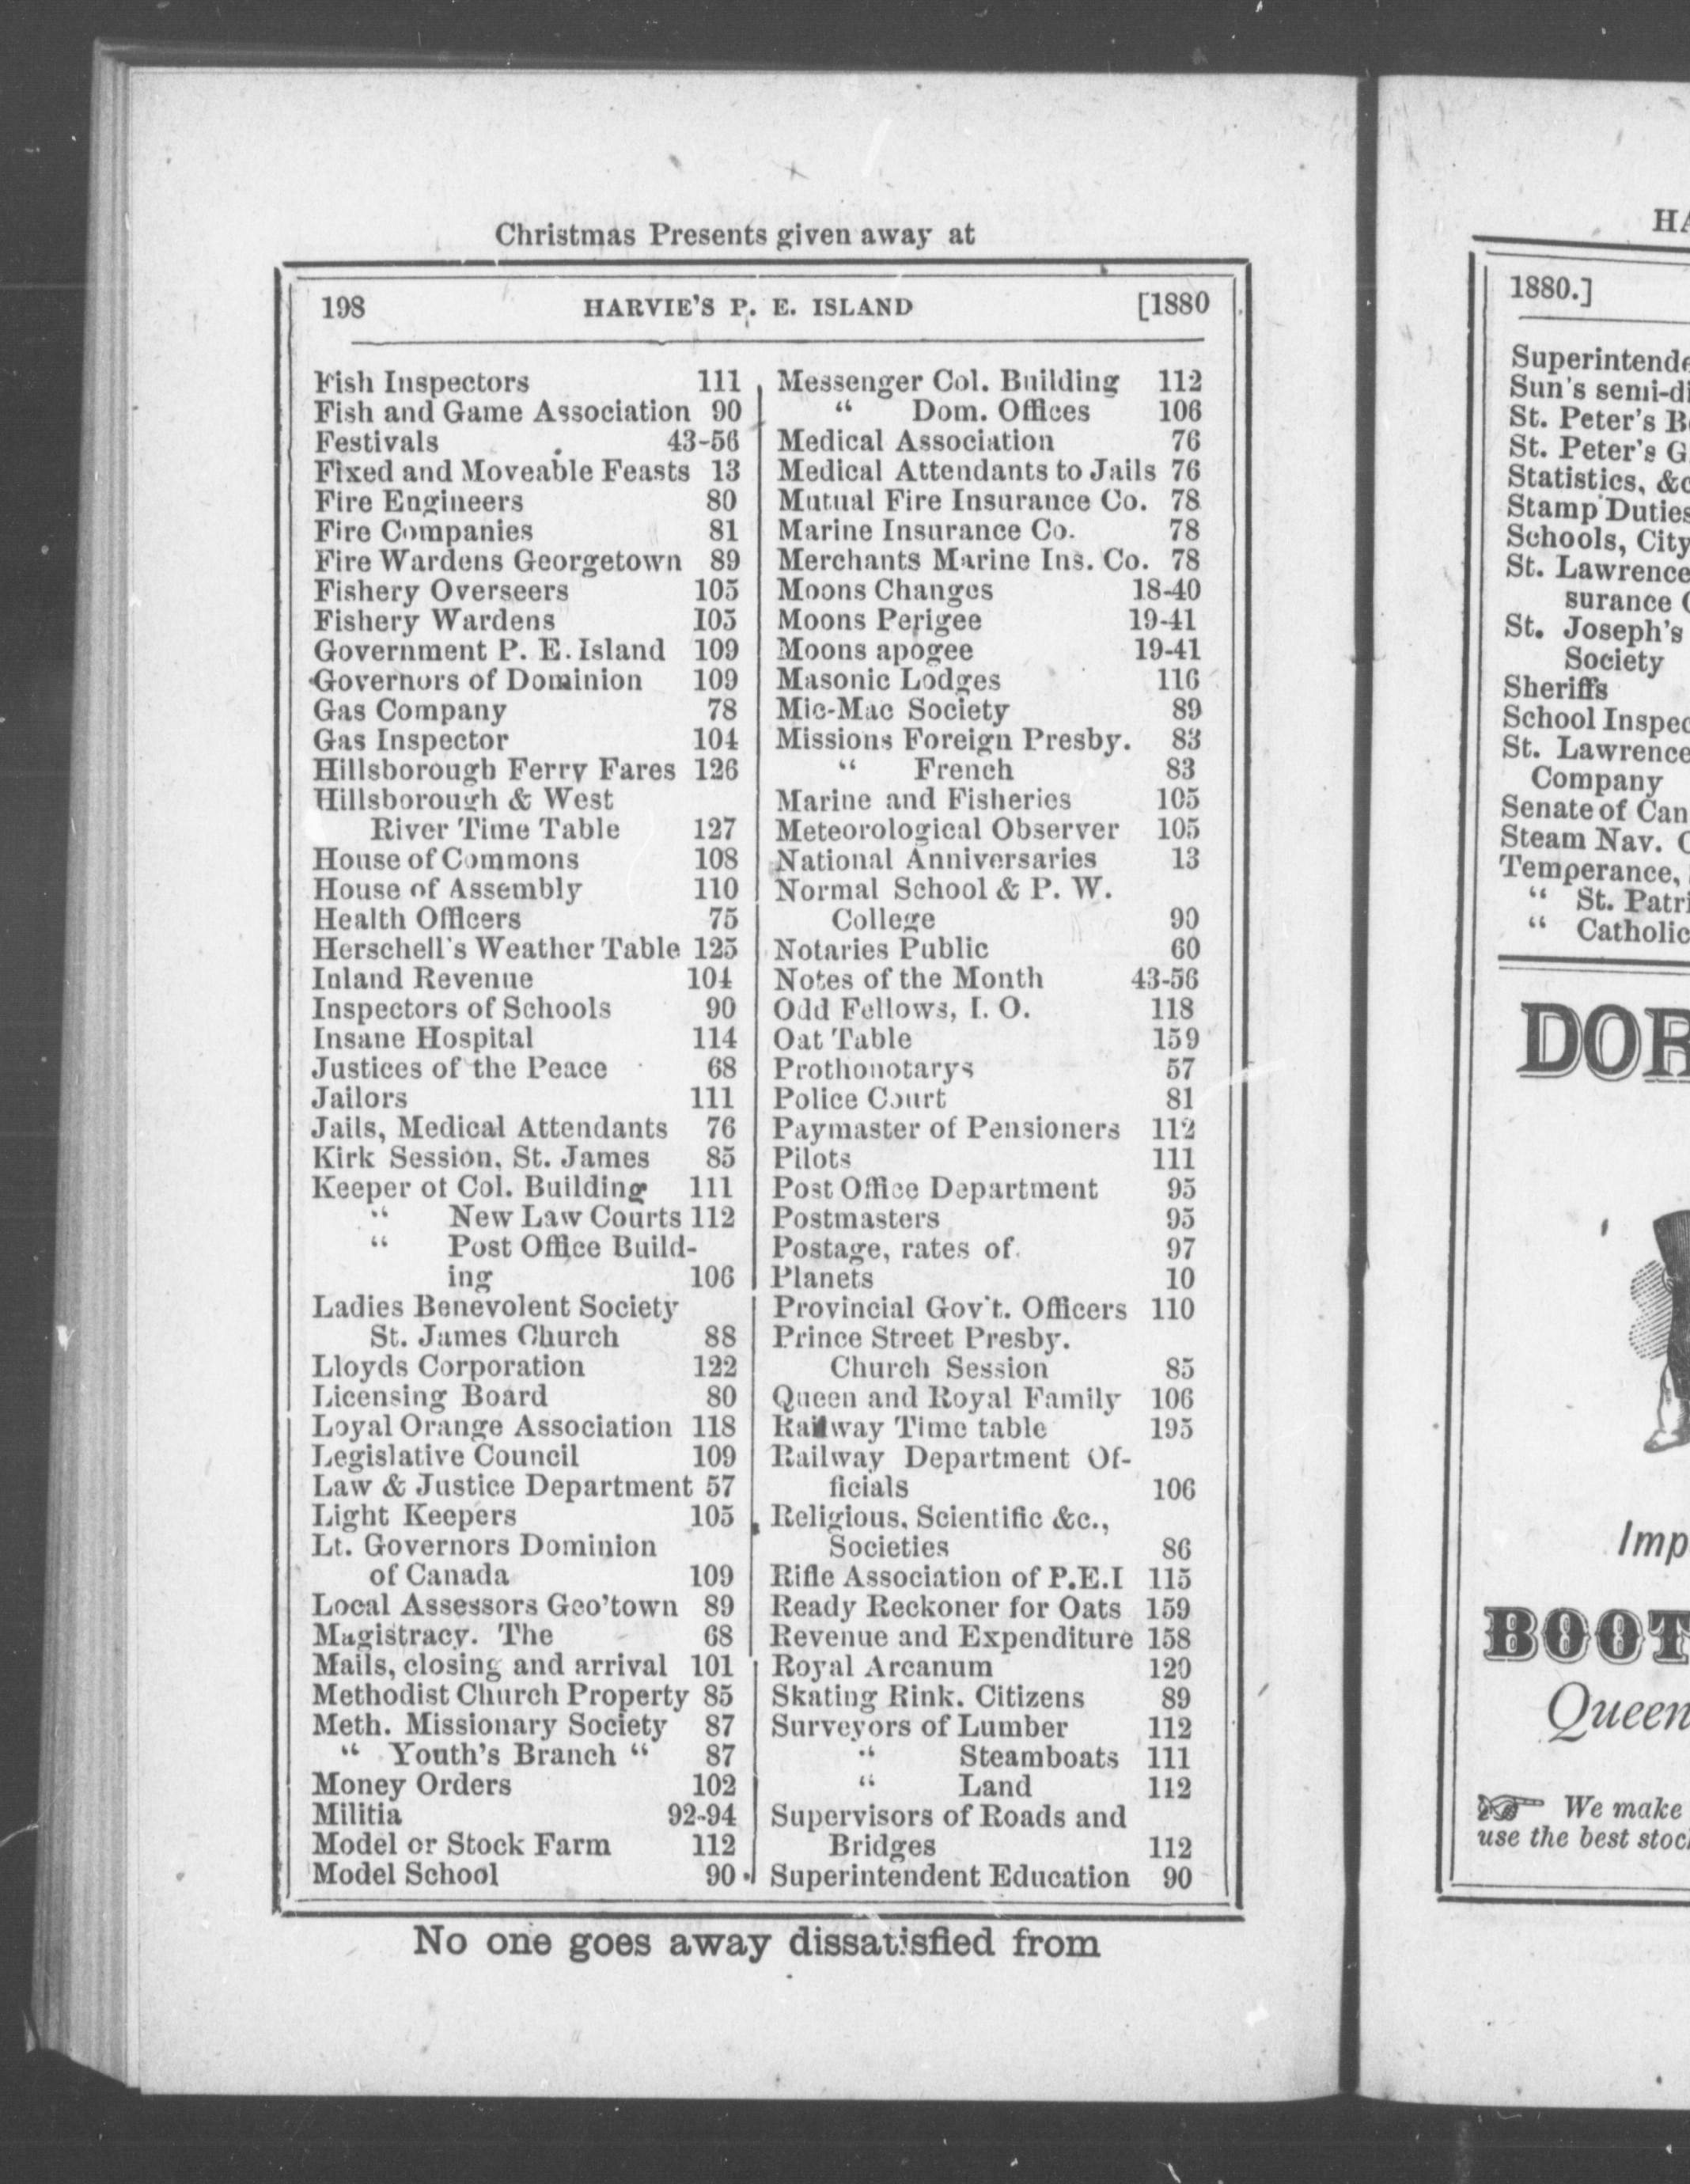 Christmas Presents given away at
198 HARVIE'S P. E. ISLAND [1880
Fish Inspectors 111
Fish and Game Association 90
Festivals 43-56
Fixed and Moveable Feasts 13
Fire Engineers 80
Fire Companies 81
Fire Wardens Georgetown 89
Fishery Overseers 105
Fishery Wardens 105
Government P. E. Island 109
Governors of Dominion 109
Gas Company 78
Gas Inspector 104
Hillsborough Ferry Fares 126
Hillsborough & West
River Time Table 127
House of Commons 108
House of Assembly 110
Health Officers 75
Herschell's Weather Table 125
Inland Revenue 104
Inspectors of Schools 90
Insane Hospital 114
Justices of the Peace 68
Jailors 111
Jails, Medical Attendants 76
Kirk Session, St. James 85
Keeper of Col. Building 111
" New Law Courts 112
" Post Office Build-
ing 106
Ladies Benevolent Society
St. James Church 88
Lloyds Corporation 122
Licensing Board 80
Loyal Orange Association 118
Legislative Council 109
Law & Justice Department 57
Light Keepers 105
Lt. Governors Dominion
of Canada 109
Local Assessors Geo'town 89
Magistracy. The 68
Mails, closing and arrival 101
Methodist Church Property 85
Meth. Missionary Society 87
" Youth's Branch " 87
Money Orders 102
Militia 92-94
Model or Stock Farm 112
Model School 90
Messenger Col. Building 112
" Dom. Offices 106
Medical Association 76
Medical Attendants to Jails 76
Mutual Fire Insurance Co. 78
Marine Insurance Co. 78
Merchants Marine Ins. Co. 78
Moons Changes 18-40
Moons Perigee 19-41
Moons apogee 19-41
Masonic Lodges 116
Mic-Mac Society 89
Missions Foreign Presby. 83
" French 83
Marine and Fisheries 105
Meteorological Observer 105
National Anniversaries 13
Normal School & P. W.
College 90
Notaries Public 60
Notes of the Month 43-56
Odd Fellows, I. O. 118
Oat Table 159
Prothonotarys 57
Police Court 81
Paymaster of Pensioners 112
Pilots 111
Post Office Department 95
Postmasters 95
Postage, rates of 97
Planets 10
Provincial Gov't. Officers 110
Prince Street Presby.
Church Session 85
Queen and Royal Family 106
Railway Time table 195
Railway Department Of-
ficials 106
Religious, Scientific &c.,
Societies 86
Rifle Association of P.E.I 115
Ready Reckoner for Oats 159
Revenue and Expenditure 158
Royal Arcanum 120
Skating Rink. Citizens 89
Surveyors of Lumber 112
" Steamboats 111
" Land 112
Supervisors of Roads and
Bridges 112
Superintendent Education 90
No one goes away dissatisfied from
HA
1880.]
Superintende
Sun's semi-di
St. Peter's B
St. Peter's G
Statistics, &c
Stamp Duties
Schools, City
St. Lawrence
surance
St. Joseph's
Society
Sheriffs
School Inspec
St. Lawrence
Company
Senate of Can
Steam Nav. C
Temperance,
" St. Patri
" Catholic
DOR
Imp
BOOT
Queen
We make
use the best stoc